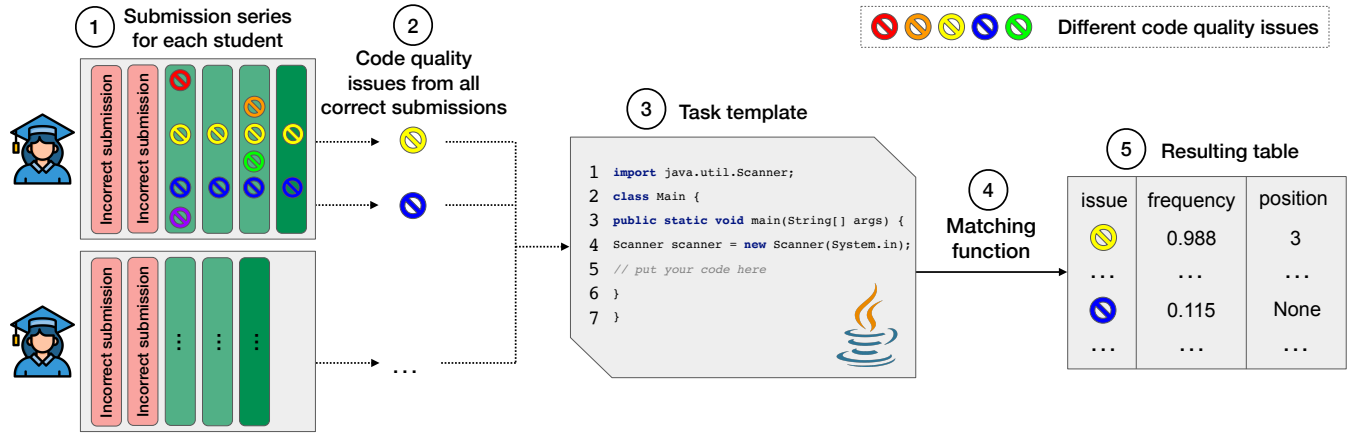 1 Submission series
for each student
2
Code quality
issues from all
correct submissions
Different code quality issues
Incorrect submission
Incorrect submission
3 Task template
1 import java.util.Scanner;
2 class Main {
3 public static void main(String[] args) {
4 Scanner scanner = new Scanner(System.in);
5 // put your code here
6 }
7 }
4
Matching
function
5 Resulting table
issue frequency position
0.988 3
... ... ...
0.115 None
... ... ...
Incorrect submission
Incorrect submission
... ... ...
...